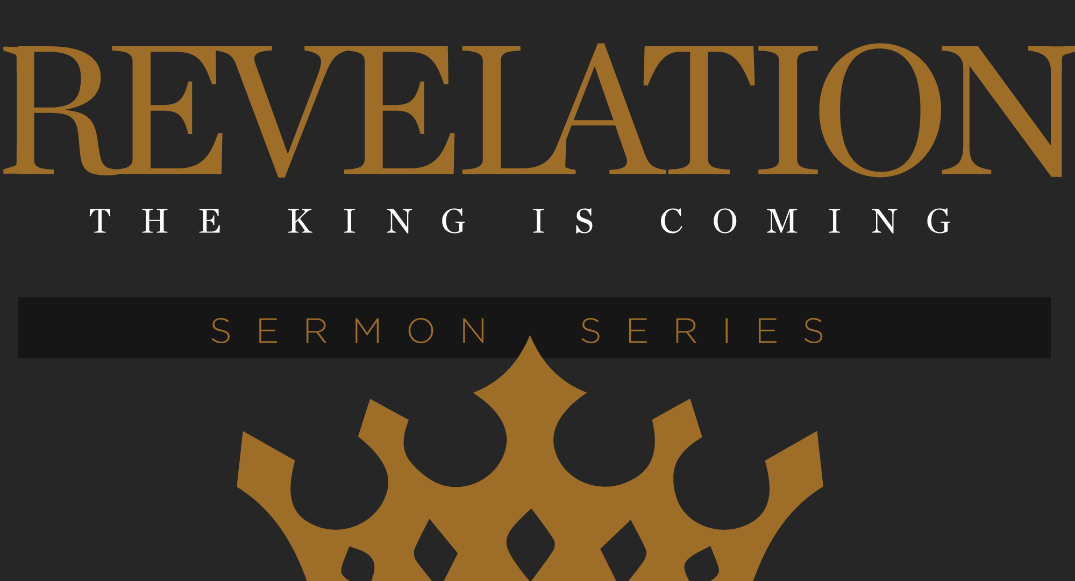 REVELATION
THE KING IS COMING
SERMON SERIES